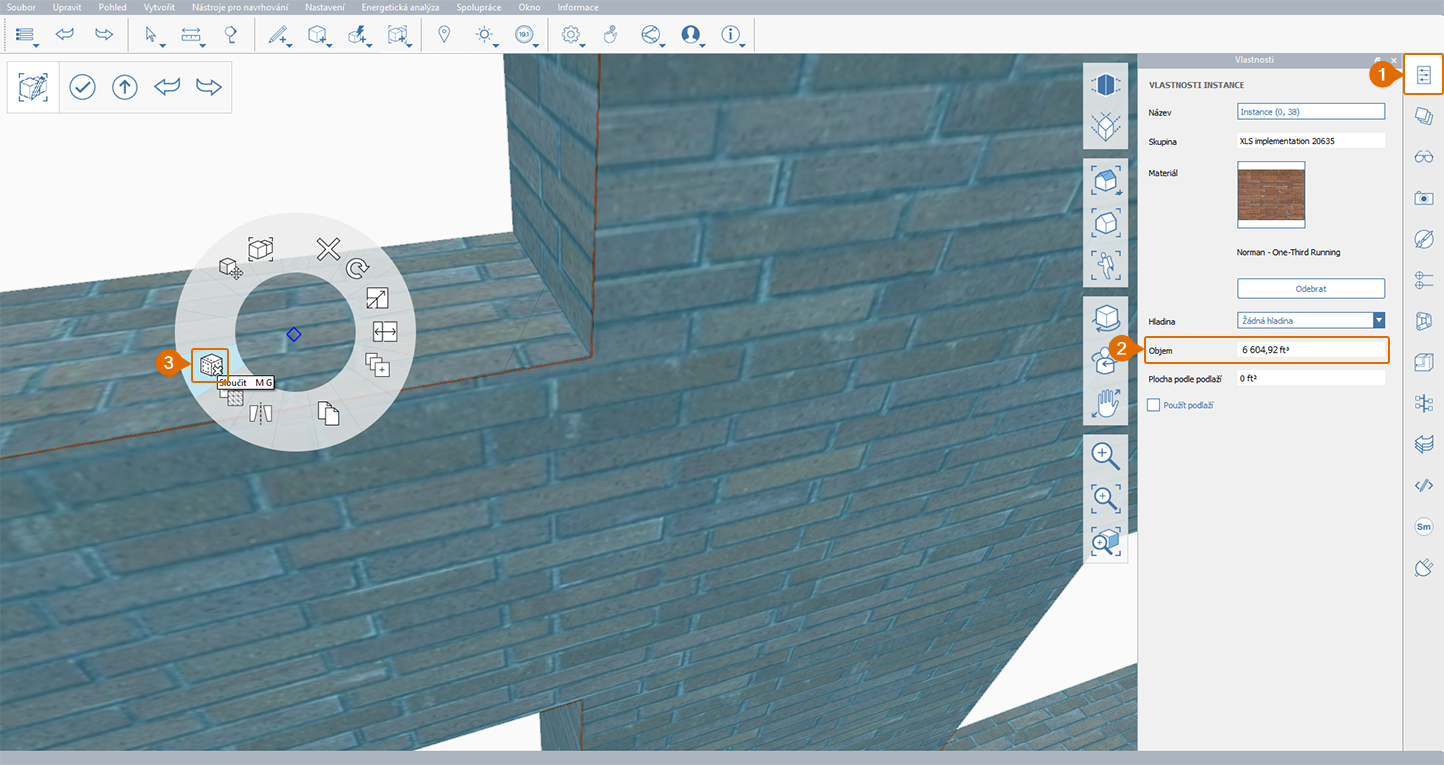 Soubor Upravit Pohled Vytvořit Nástroje pro navrhování Nastavení Energetická analýza Spolupráce Okno Informace
19.1
Vlastnosti
1
VLASTNOSTI INSTANCE
Název Instance (0, 38)
Skupina XLS implementation 20635
Materiál
Norman - One-Third Running
Odebrat
Hladina Žádná hladina
2
Objem 6 604,92 ft³
Plocha podle podlaží 0 ft²
Použít podlaží
3
Sloučit M G
Sm